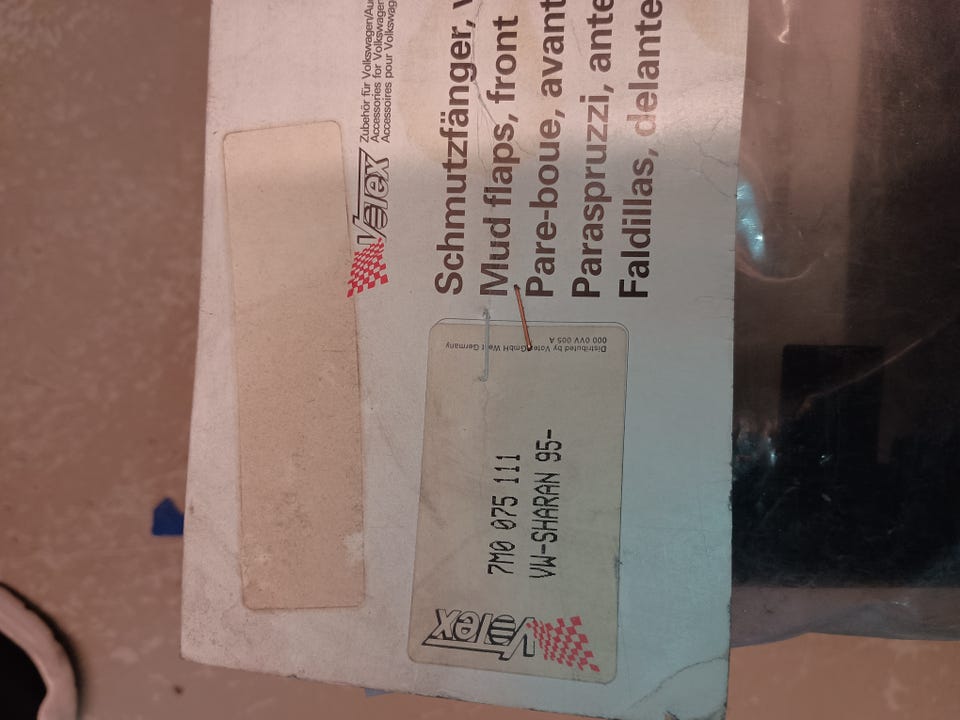 Votex
Zubehör für Volkswagen/Au
Accessories for Volkswagen
Accessoires pour Volkswag
Schmutzfänger, v
Mud flaps, front
Pare-boue, avant
Paraspruzzi, ante
Faldillas, delante
Distributed by Votex GmbH West Germany
000 0VV 005 A
7M0 075 111
VW-SHARAN 95-
Votex